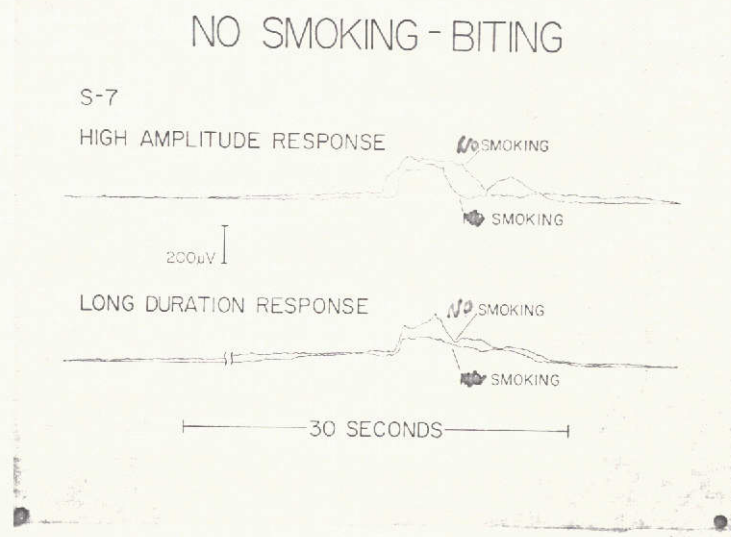 NO SMOKING-BITING
S-7
HIGH AMPLITUDE RESPONSE
No SMOKING
SMOKING
200µV
LONG DURATION RESPONSE
No SMOKING
SMOKING
30 SECONDS